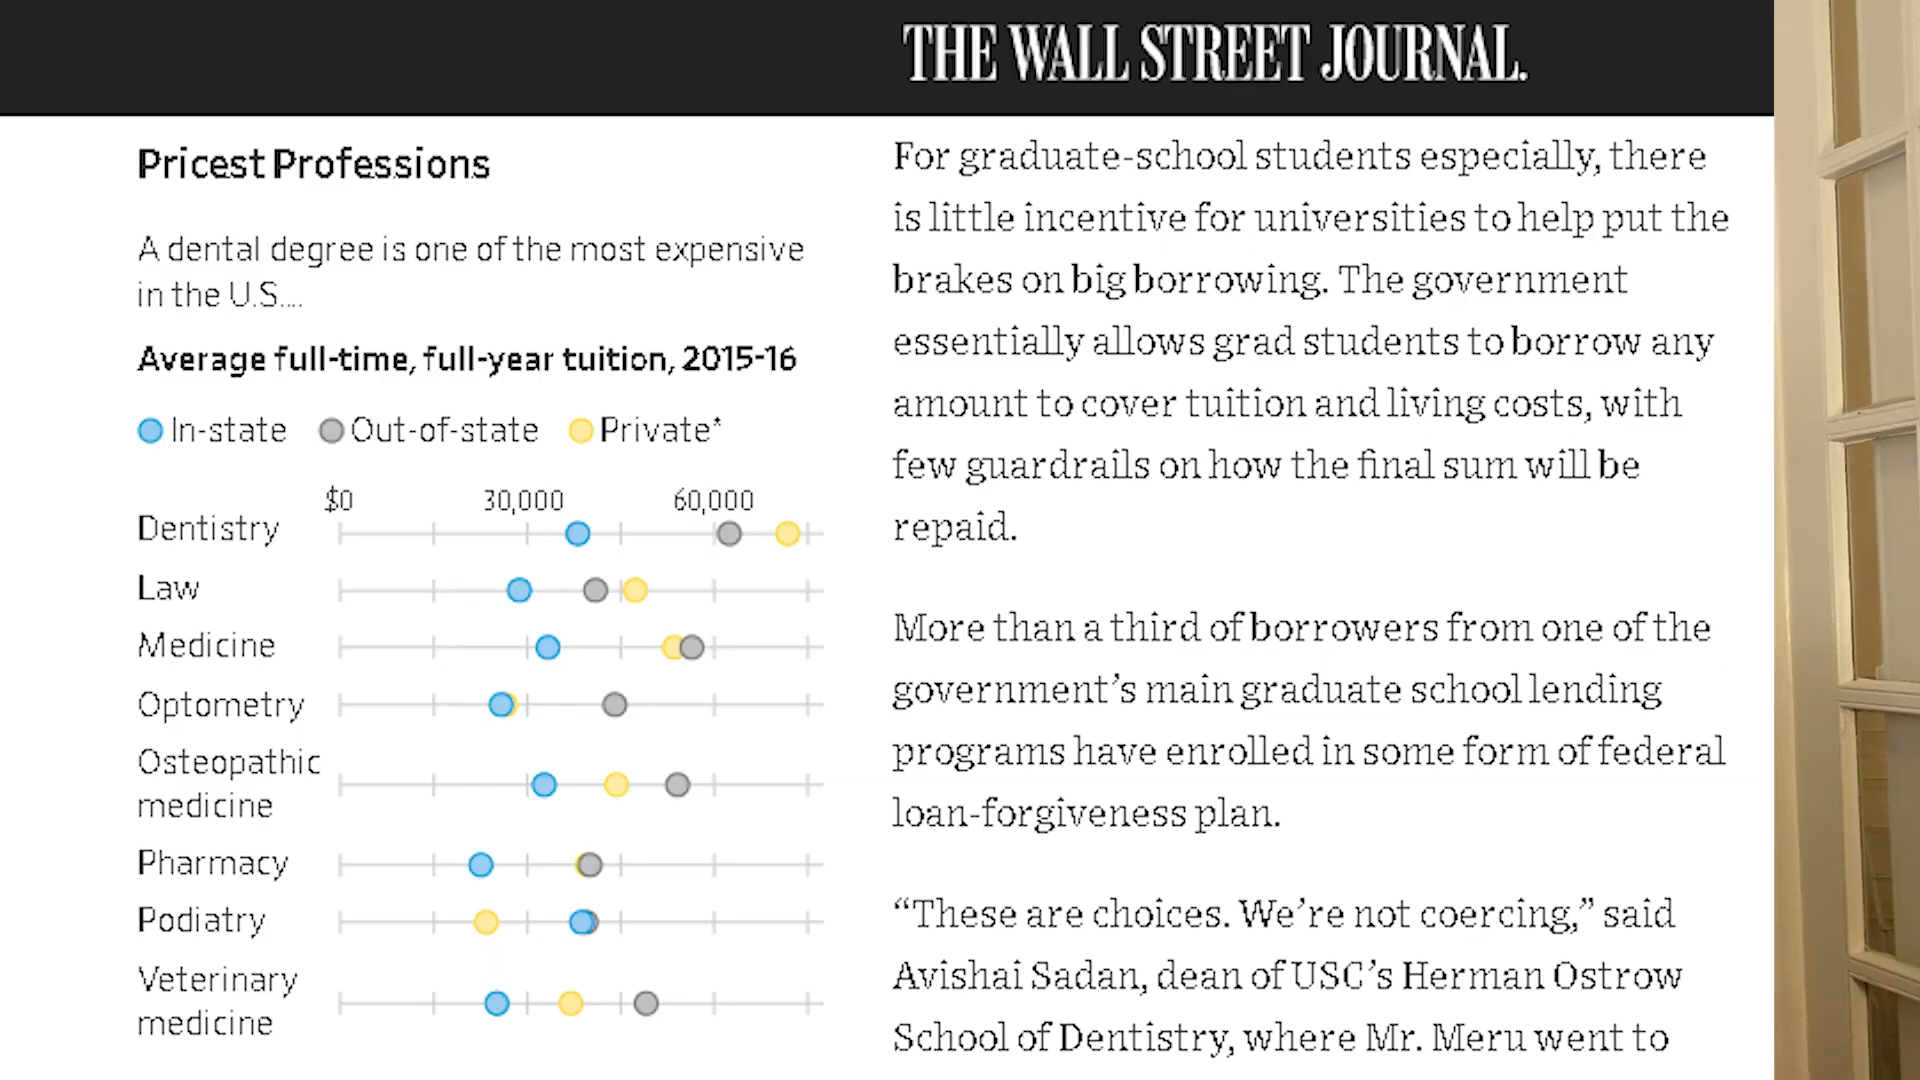 THE WALL STREET JOURNAL.
Pricest Professions
A dental degree is one of the most expensive
in the U.S....
Average full-time, full-year tuition, 2015-16
In-state Out-of-state Private*
$0 30,000 60,000
Dentistry
Law
Medicine
Optometry
Osteopathic
medicine
Pharmacy
Podiatry
Veterinary
medicine
For graduate-school students especially, there
is little incentive for universities to help put the
brakes on big borrowing. The government
essentially allows grad students to borrow any
amount to cover tuition and living costs, with
few guardrails on how the final sum will be
repaid.
More than a third of borrowers from one of the
government’s main graduate school lending
programs have enrolled in some form of federal
loan-forgiveness plan.
“These are choices. We’re not coercing,” said
Avishai Sadan, dean of USC’s Herman Ostrow
School of Dentistry, where Mr. Meru went to